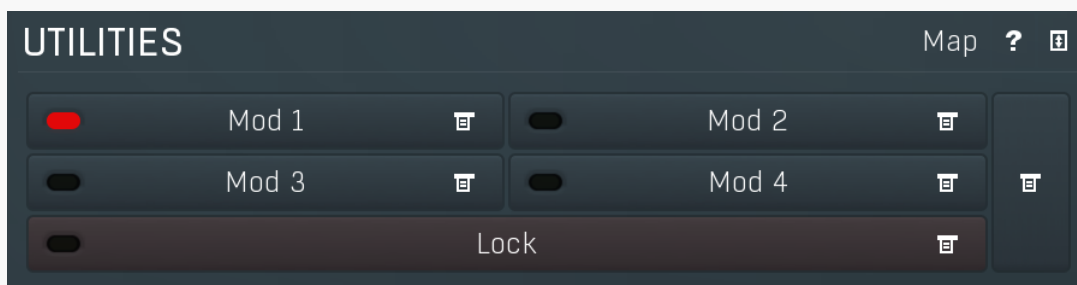 UTILITIES Map ?
Mod 1 Mod 2
Mod 3 Mod 4
Lock